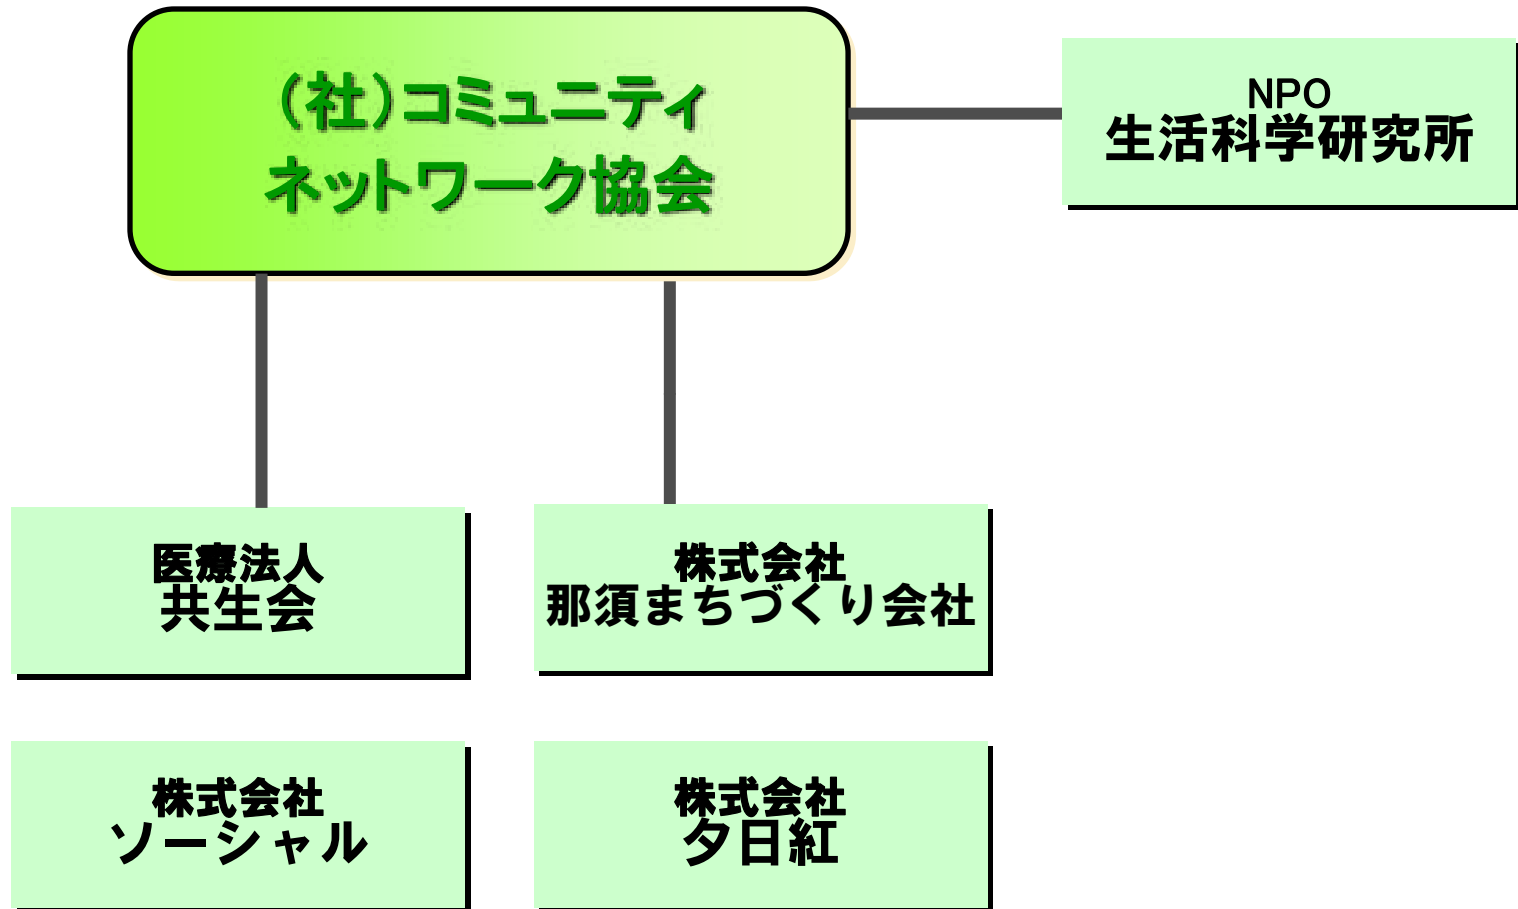 （社）コミュニティ
ネットワーク協会
NPO
生活科学研究所
医療法人
共生会
株式会社
那須まちづくり会社
株式会社
ソーシャル
株式会社
夕日紅